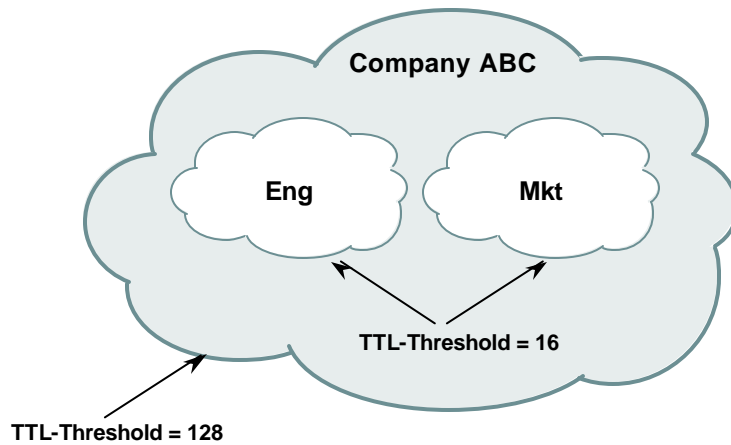 Company ABC
Eng
Mkt
TTL-Threshold = 16
TTL-Threshold = 128